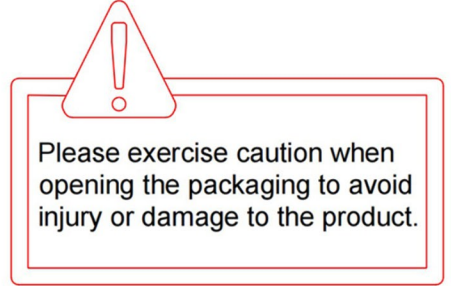 Please exercise caution when
opening the packaging to avoid
injury or damage to the product.